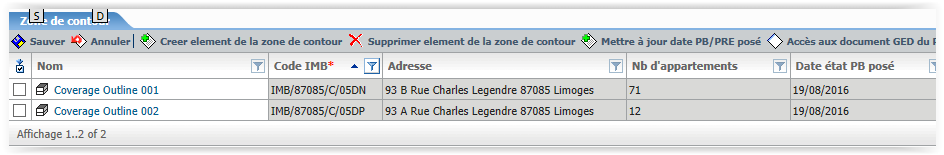 Zone de contour
S D
Sauver Annuler Creer element de la zone de contour Supprimer element de la zone de contour Mettre à jour date PB/PRE posé Accès aux document GED du
Nom Code IMB* Adresse Nb d'appartements Date état PB posé
Coverage Outline 001 IMB/87085/C/05DN 93 B Rue Charles Legendre 87085 Limoges 71 19/08/2016
Coverage Outline 002 IMB/87085/C/05DP 93 A Rue Charles Legendre 87085 Limoges 12 19/08/2016
Affichage 1..2 of 2